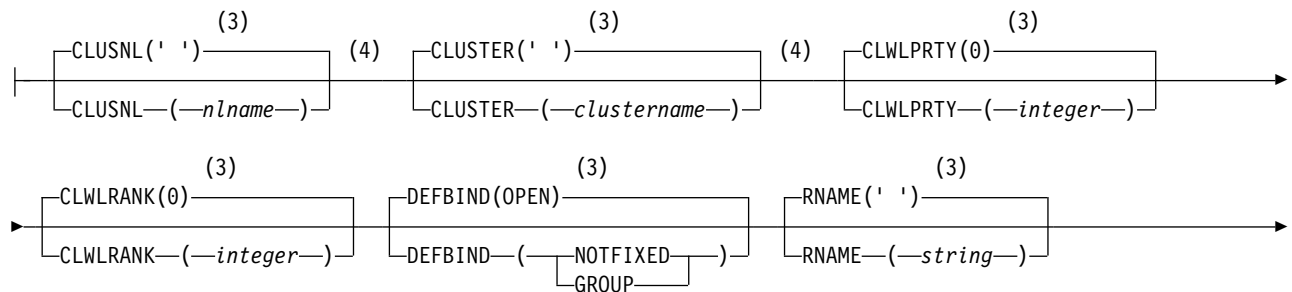 (3) (3) (3)
CLUSNL(' ') (4) CLUSTER(' ') (4) CLWLPRTY(0)
CLUSNL ( nlname ) CLUSTER ( clustername ) CLWLPRTY ( integer )
(3) (3) (3)
CLWLRANK(0) DEFBIND(OPEN) RNAME(' ')
CLWLRANK ( integer ) DEFBIND ( NOTFIXED ) RNAME ( string )
GROUP